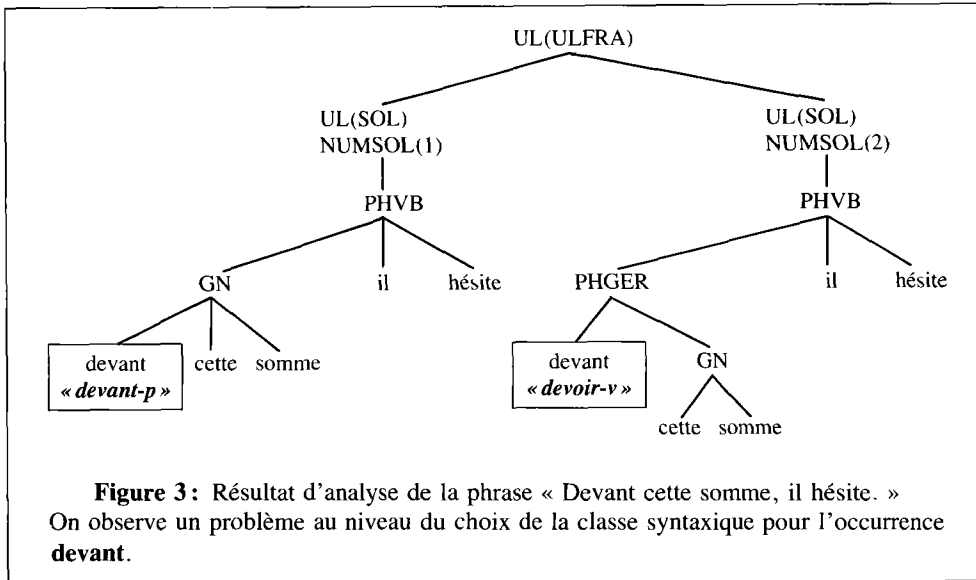 UL(ULFRA)
UL(SOL) UL(SOL)
NUMSOL(1) NUMSOL(2)
PHVB PHVB
GN il hésite PHGER il hésite
devant cette somme devant GN
« devant-p » « devoir-v »
cette somme
Figure 3 : Résultat d'analyse de la phrase « Devant cette somme, il hésite. »
On observe un problème au niveau du choix de la classe syntaxique pour l'occurrence
devant.